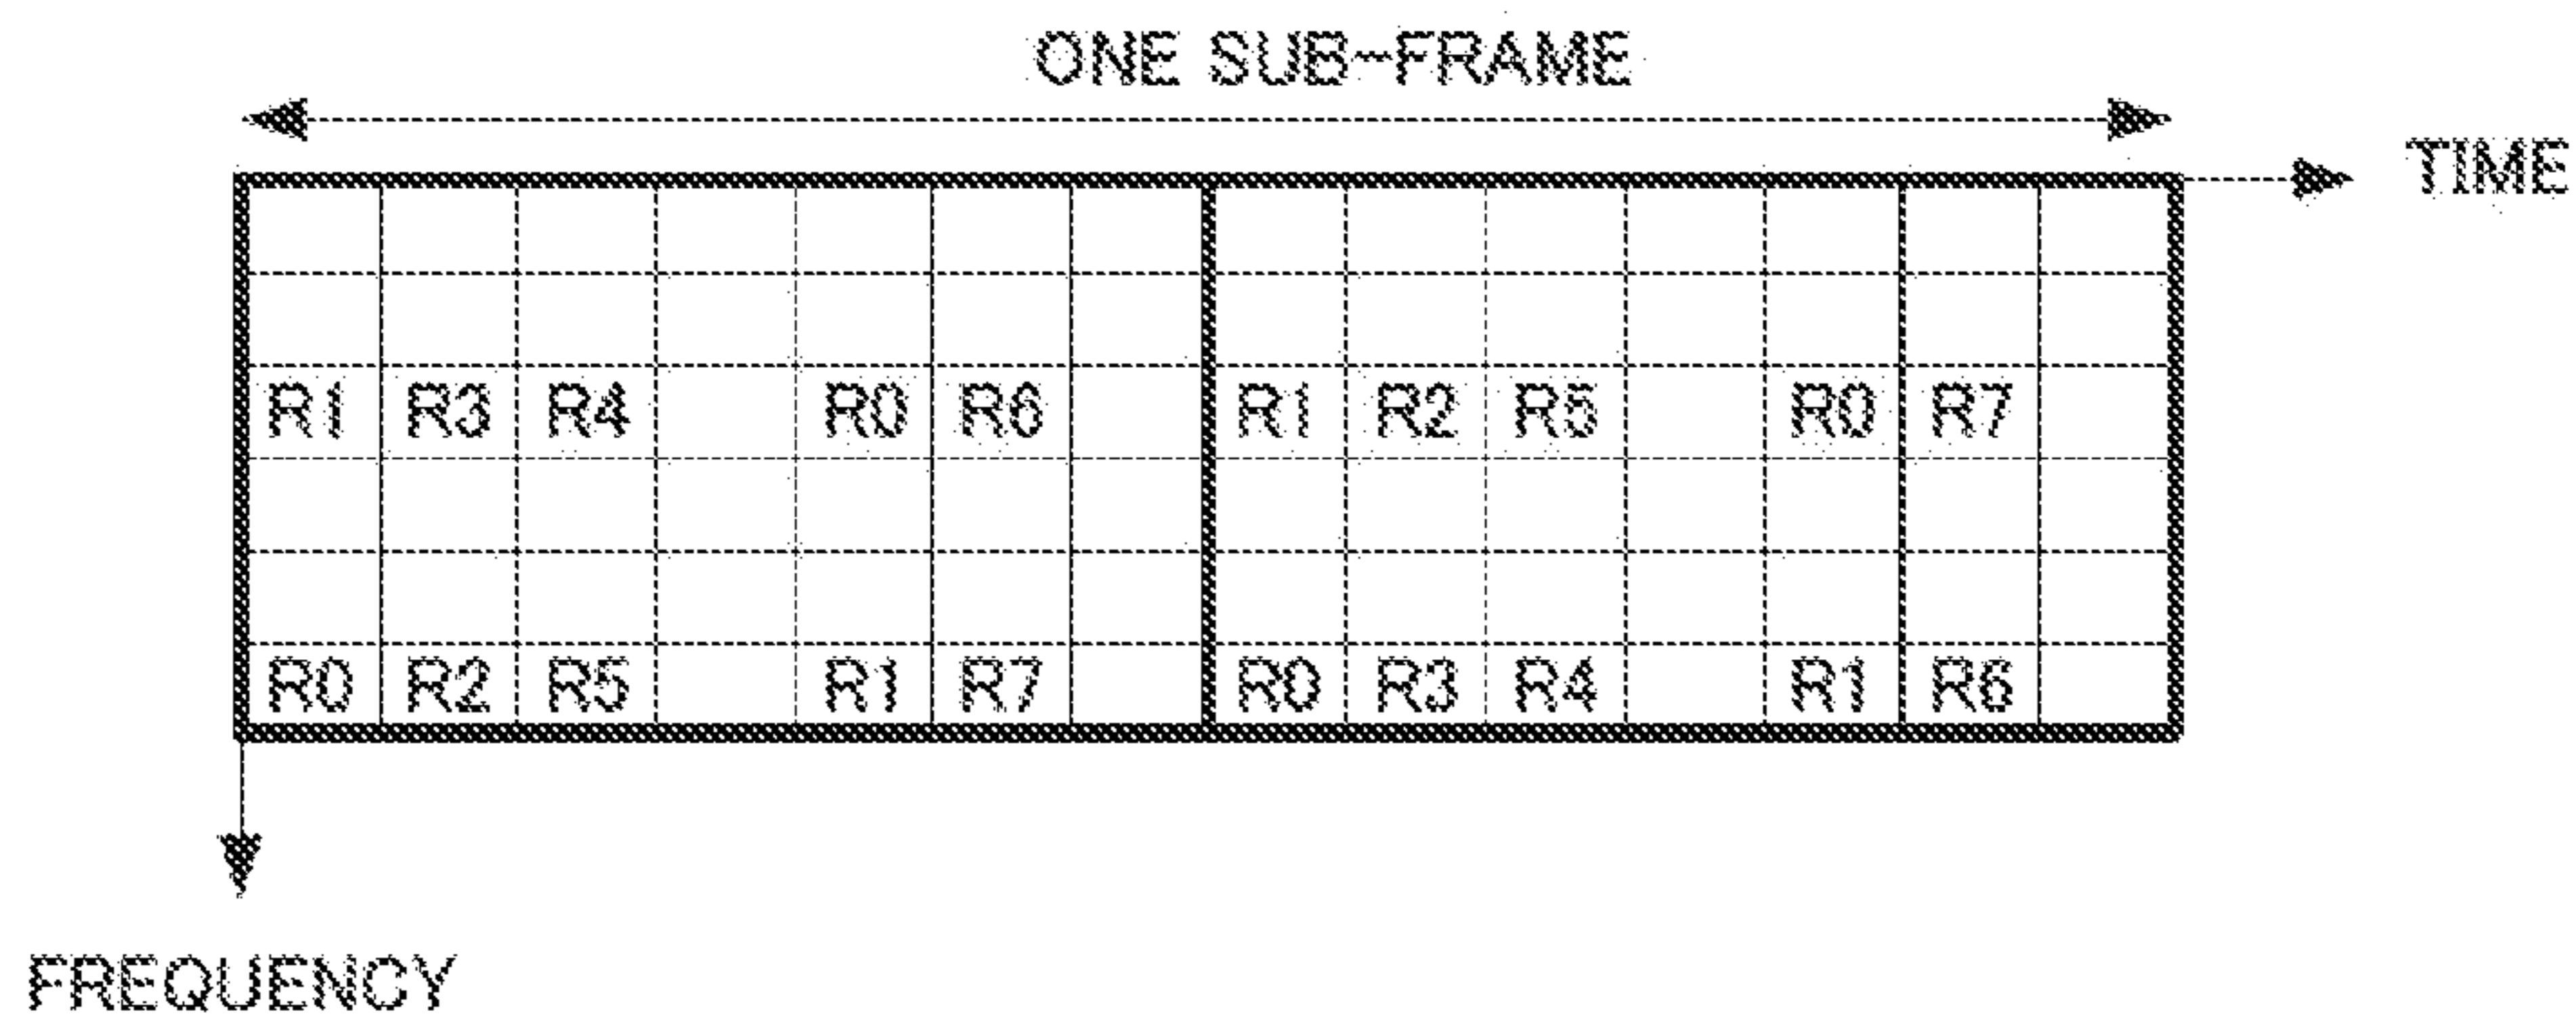 ONE SUB-FRAME
TIME
R1 R3 R4 R0 R6 R1 R2 R5 R0 R7
R0 R2 R5 R1 R7 R0 R3 R4 R1 R6
FREQUENCY